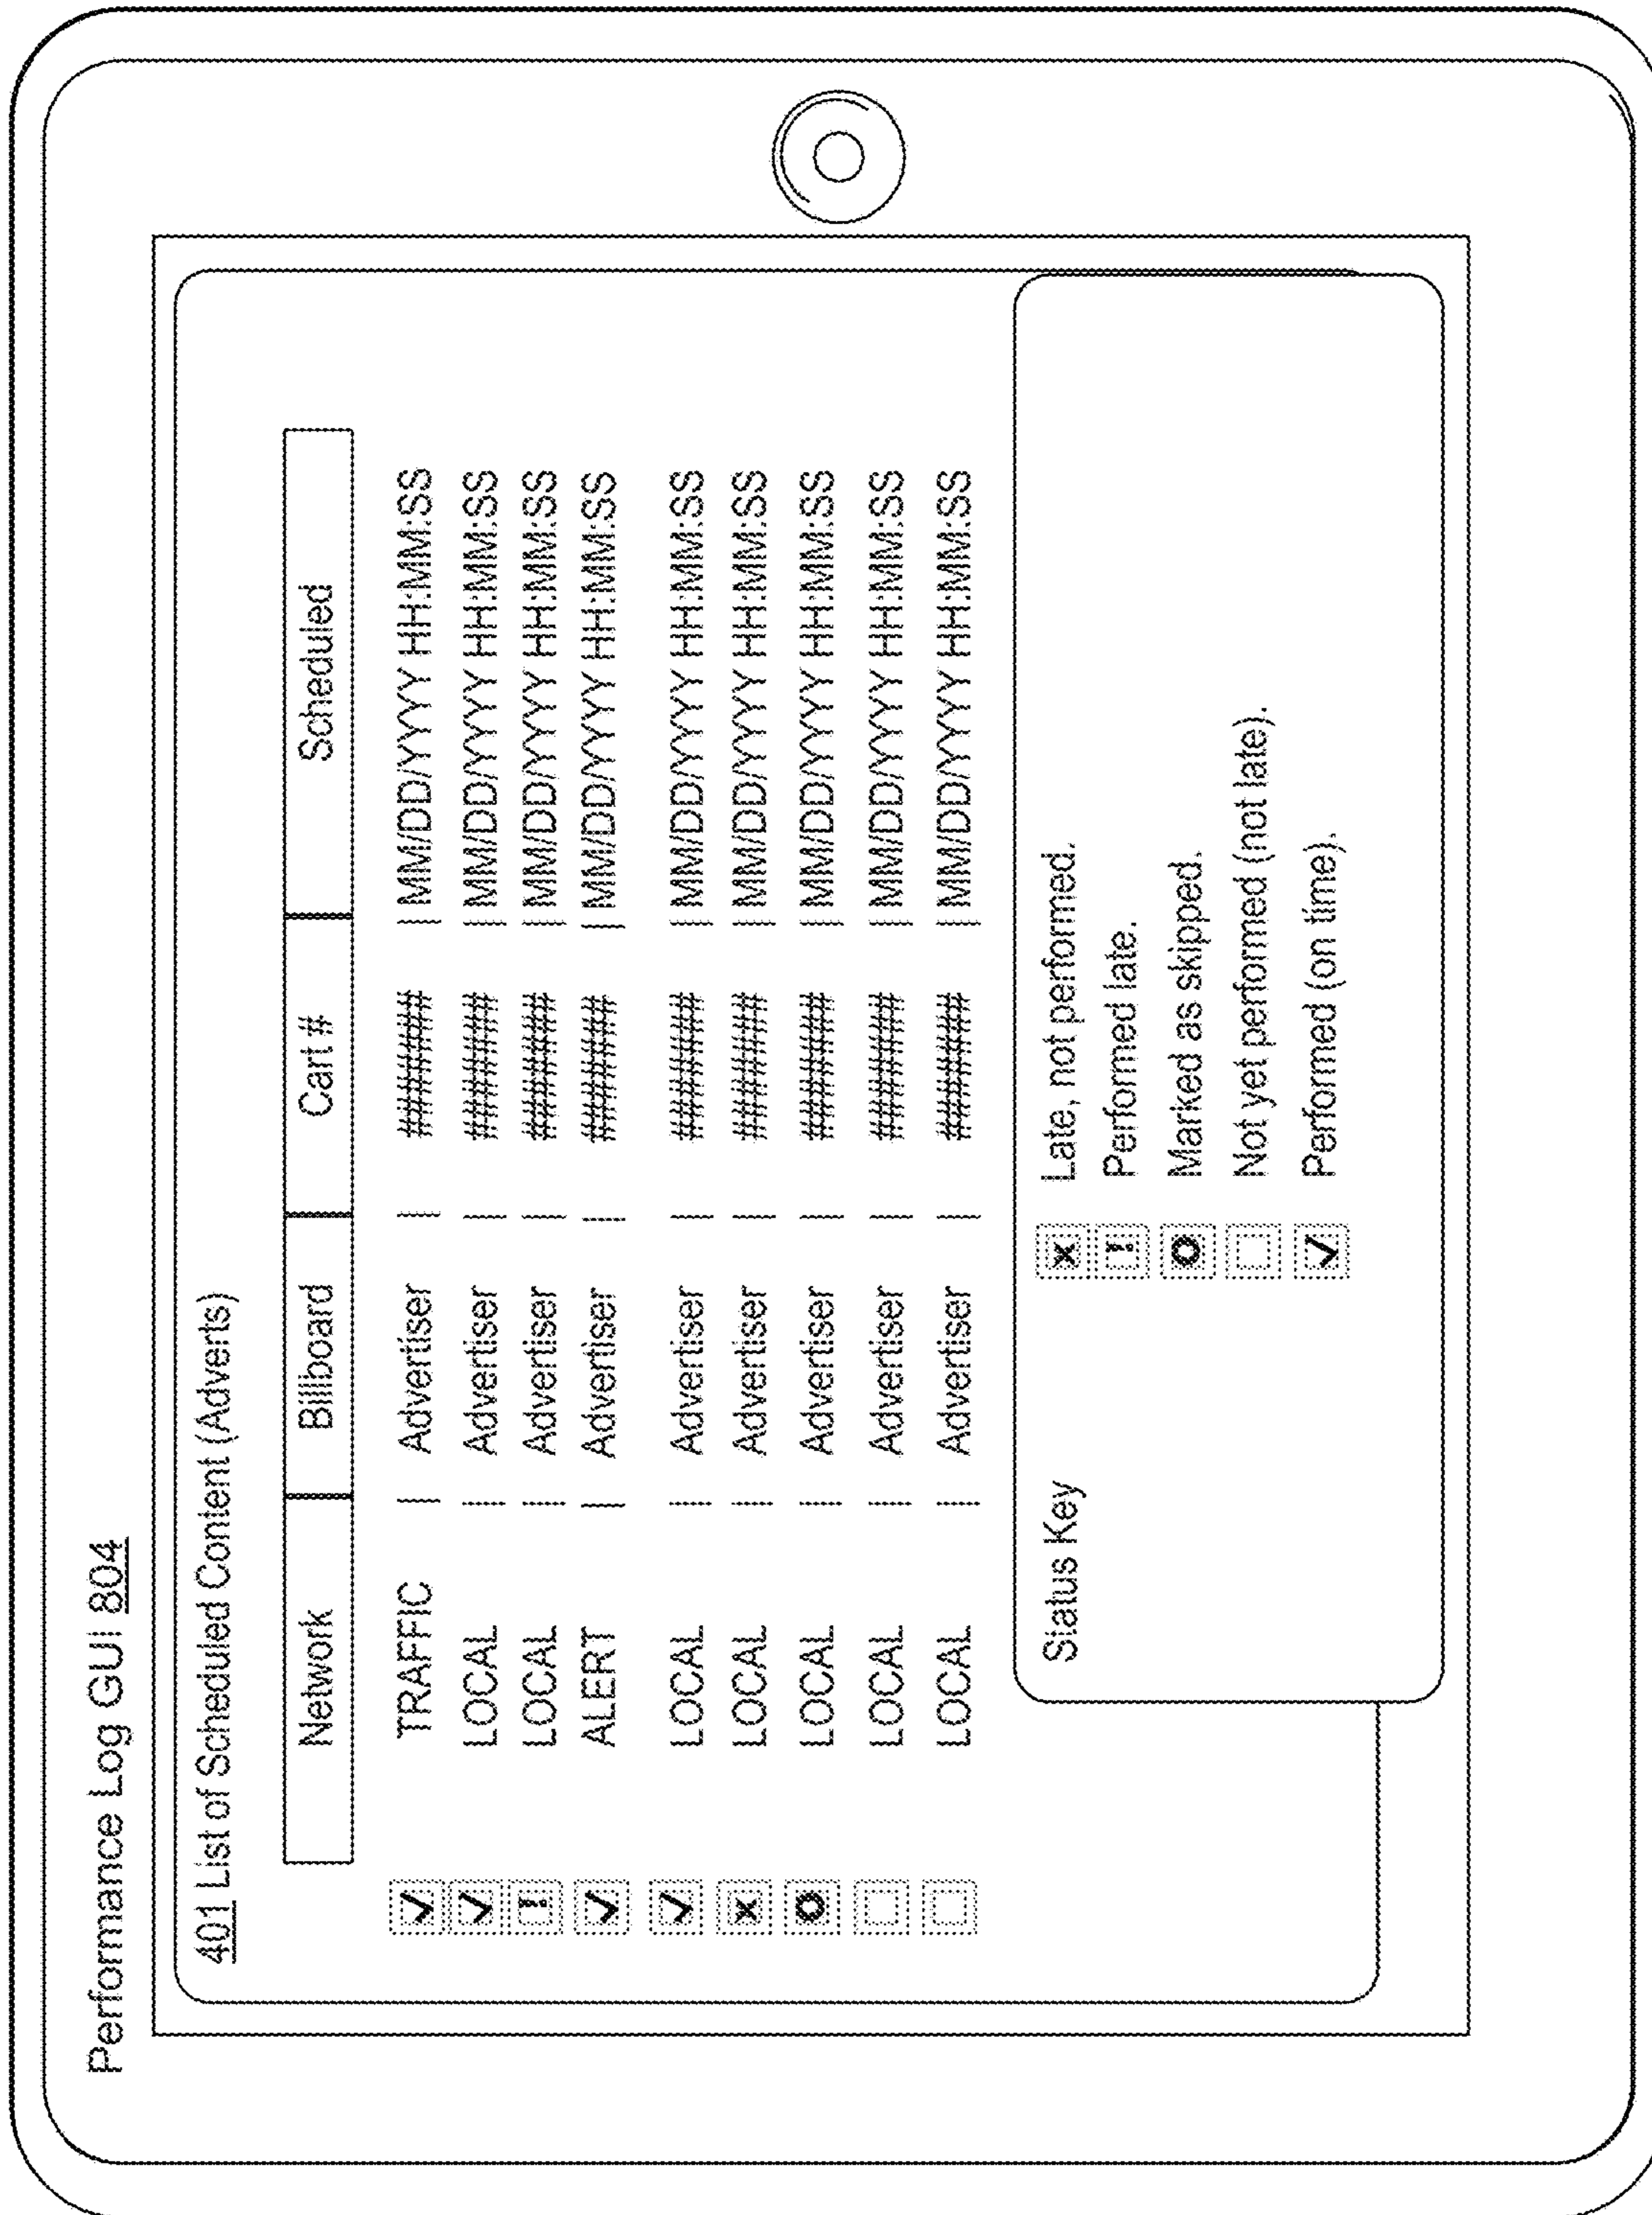 Performance Log GUI 804
401 List of Scheduled Content (Adverts)
Network Billboard Cart # Scheduled
✓ TRAFFIC | Advertiser | ###### | MM/DD/YYYY HH:MM:SS
✓ LOCAL | Advertiser | ###### | MM/DD/YYYY HH:MM:SS
! LOCAL | Advertiser | ###### | MM/DD/YYYY HH:MM:SS
✓ ALERT | Advertiser | ###### | MM/DD/YYYY HH:MM:SS
✓ LOCAL | Advertiser | ###### | MM/DD/YYYY HH:MM:SS
x LOCAL | Advertiser | ###### | MM/DD/YYYY HH:MM:SS
O LOCAL | Advertiser | ###### | MM/DD/YYYY HH:MM:SS
LOCAL | Advertiser | ###### | MM/DD/YYYY HH:MM:SS
LOCAL | Advertiser | ###### | MM/DD/YYYY HH:MM:SS
Status Key
x Late, not performed.
! Performed late.
O Marked as skipped.
Not yet performed (not late).
✓ Performed (on time).